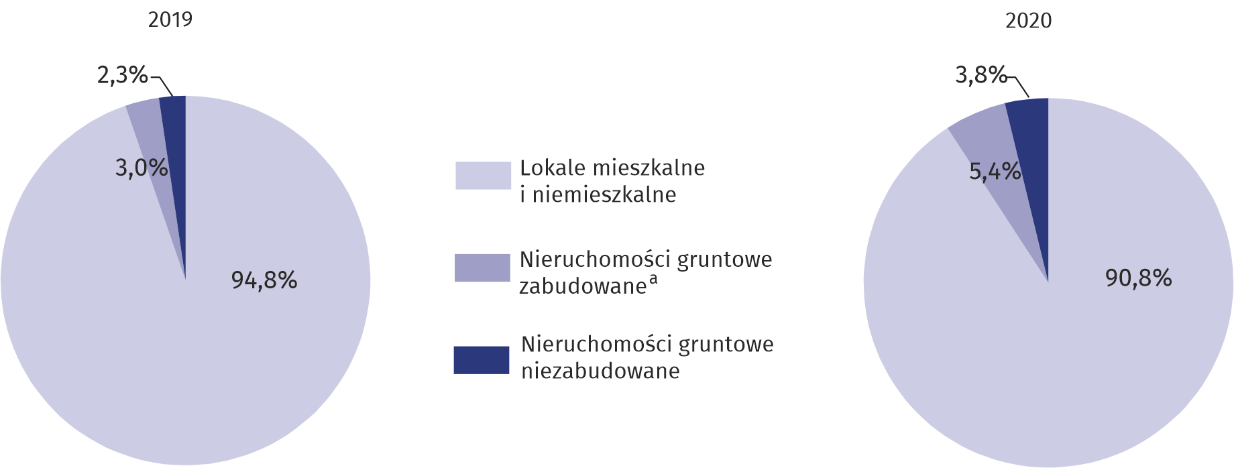 2019
2,3%
3,0%
94,8%
Lokale mieszkalne
i niemieszkalne
Nieruchomości gruntowe
zabudowaneᵃ
Nieruchomości gruntowe
niezabudowane
2020
3,8%
5,4%
90,8%